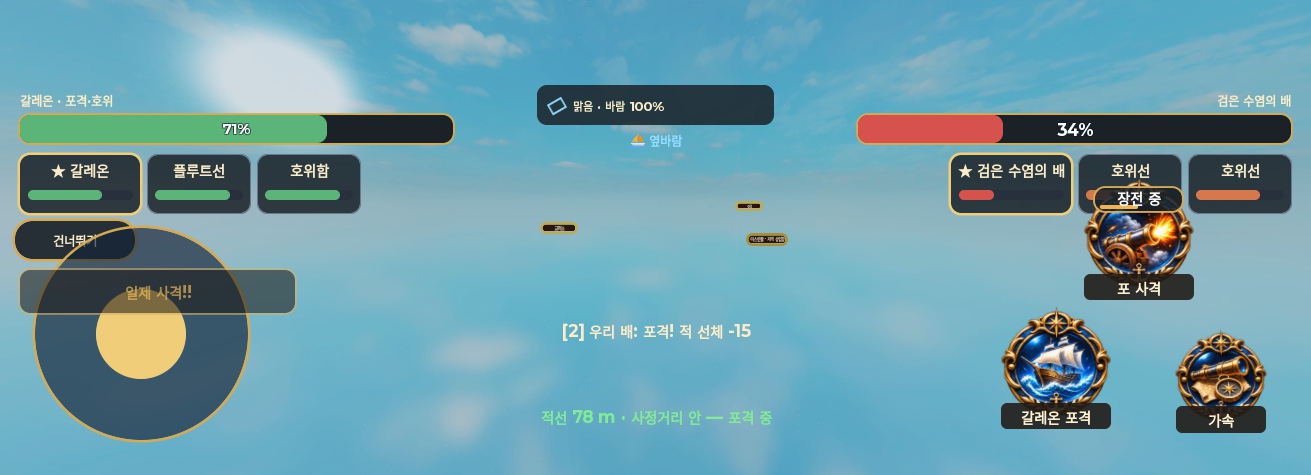 갈레온 · 포격·호위
71%
★ 갈레온
플루트선
호위함
건너뛰기
일제 사격!!
맑음 · 바람 100%
옆바람
검은 수염의 배
34%
★ 검은 수염의 배
호위선
호위선
장전 중
포 사격
[2] 우리 배: 포격! 적 선체 -15
적선 78 m · 사정거리 안 — 포격 중
갈레온 포격
가속